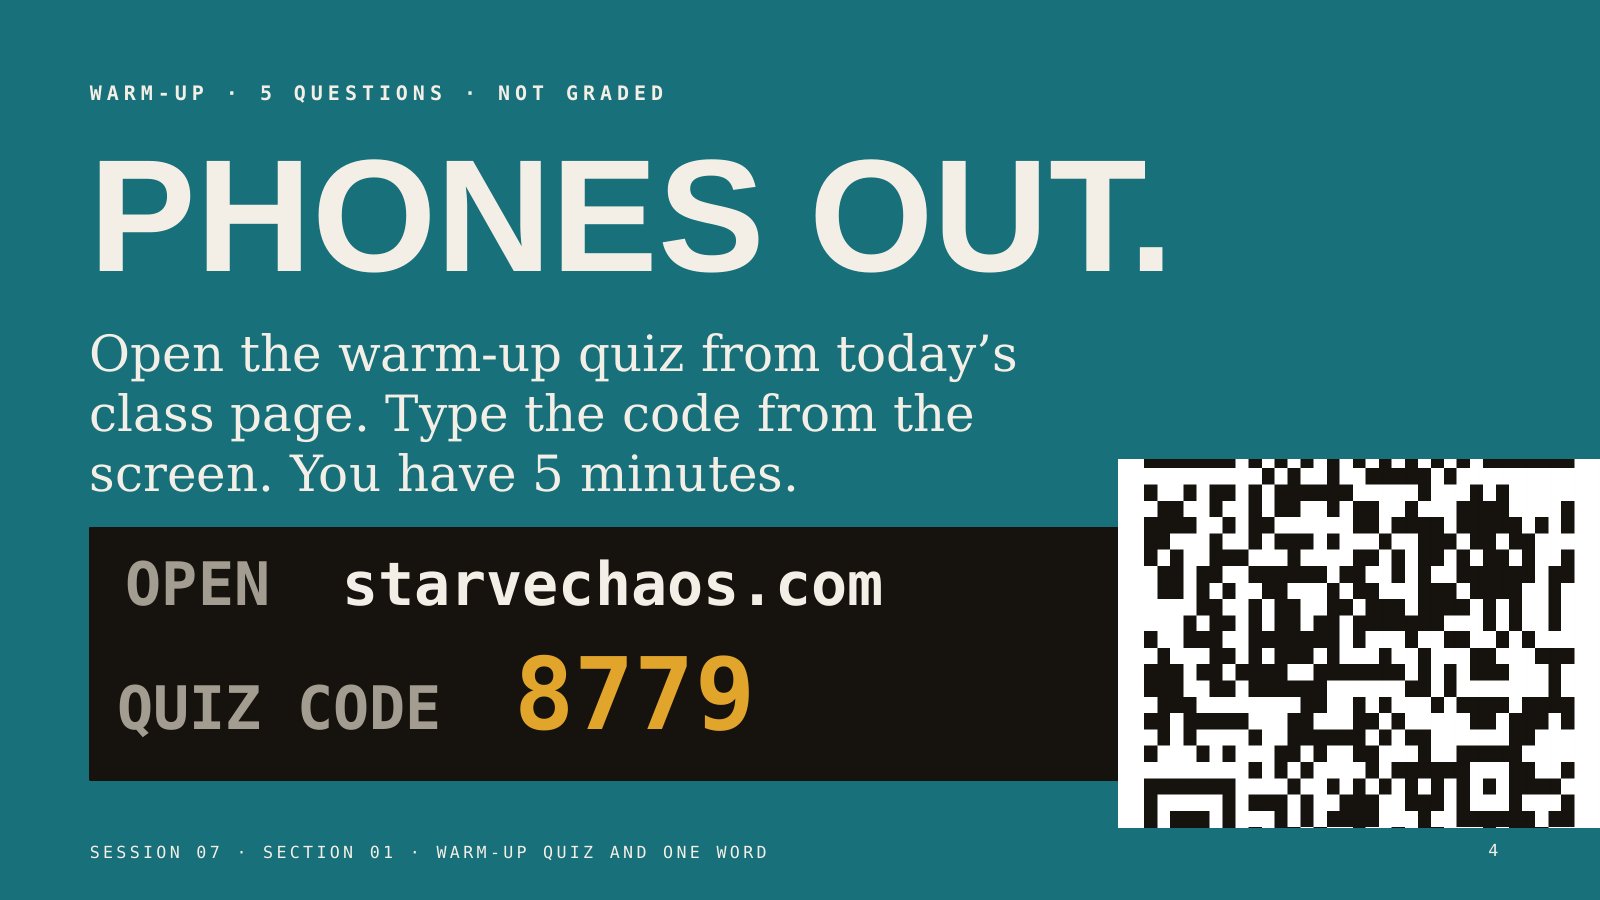 WARM-UP · 5 QUESTIONS · NOT GRADED
PHONES OUT.
Open the warm-up quiz from today’s
class page. Type the code from the
screen. You have 5 minutes.
OPEN starvechaos.com
QUIZ CODE 8779
SESSION 07 · SECTION 01 · WARM-UP QUIZ AND ONE WORD
4